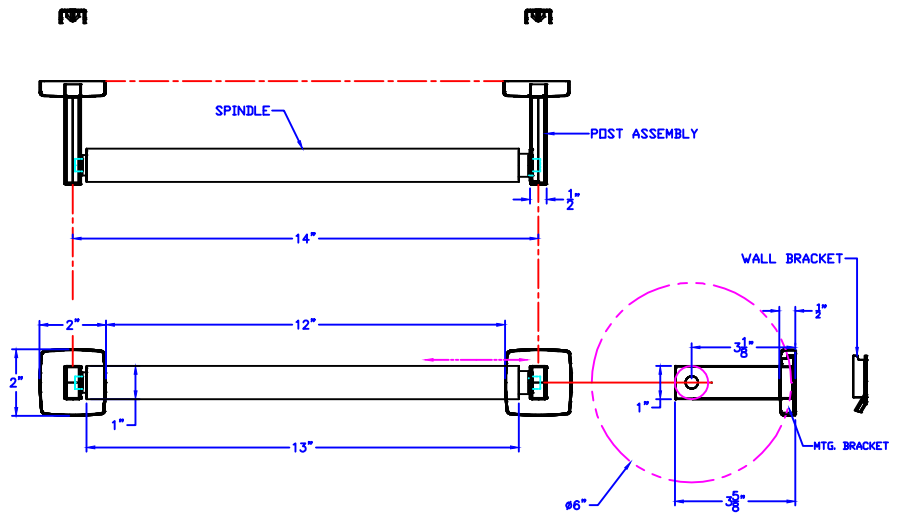 SPINDLE
POST ASSEMBLY
1/2"
14"
WALL BRACKET
2"
12"
1/2"
3 1/8"
2"
1"
1"
13"
MTG. BRACKET
ø6"
3 5/8"